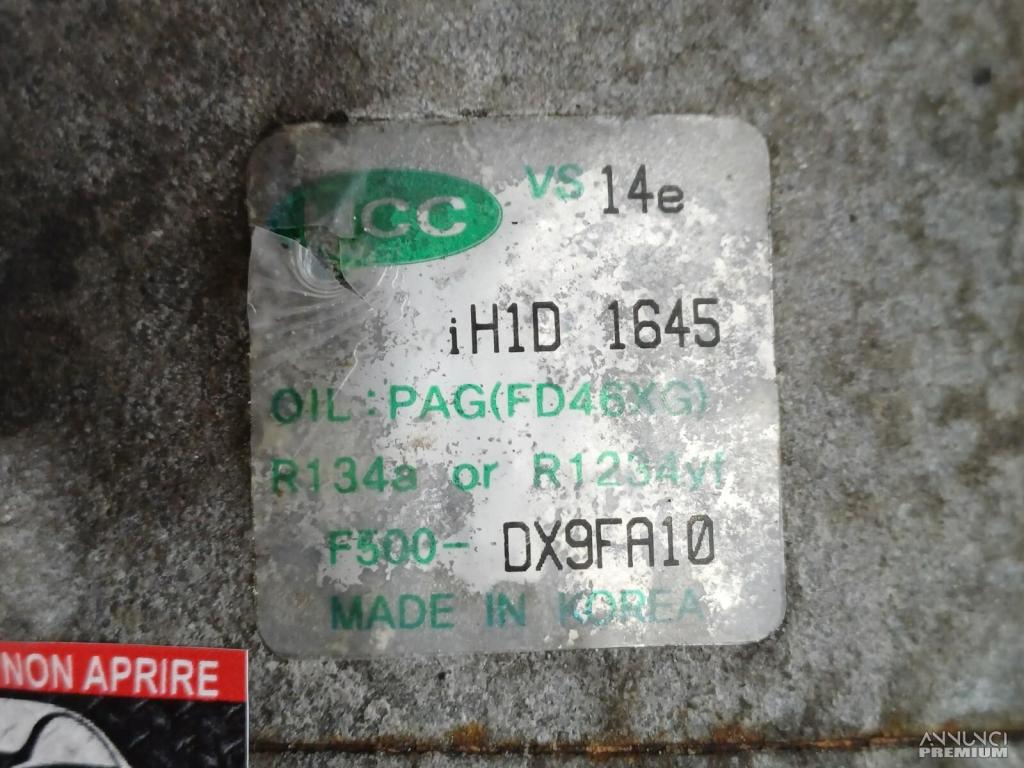 HCC VS 14e
iH1D 1645
OIL : PAG(FD46XG)
R134a or R1234yf
F500- DX9FA10
MADE IN KOREA
NON APRIRE
ANNUNCI
PREMIUM